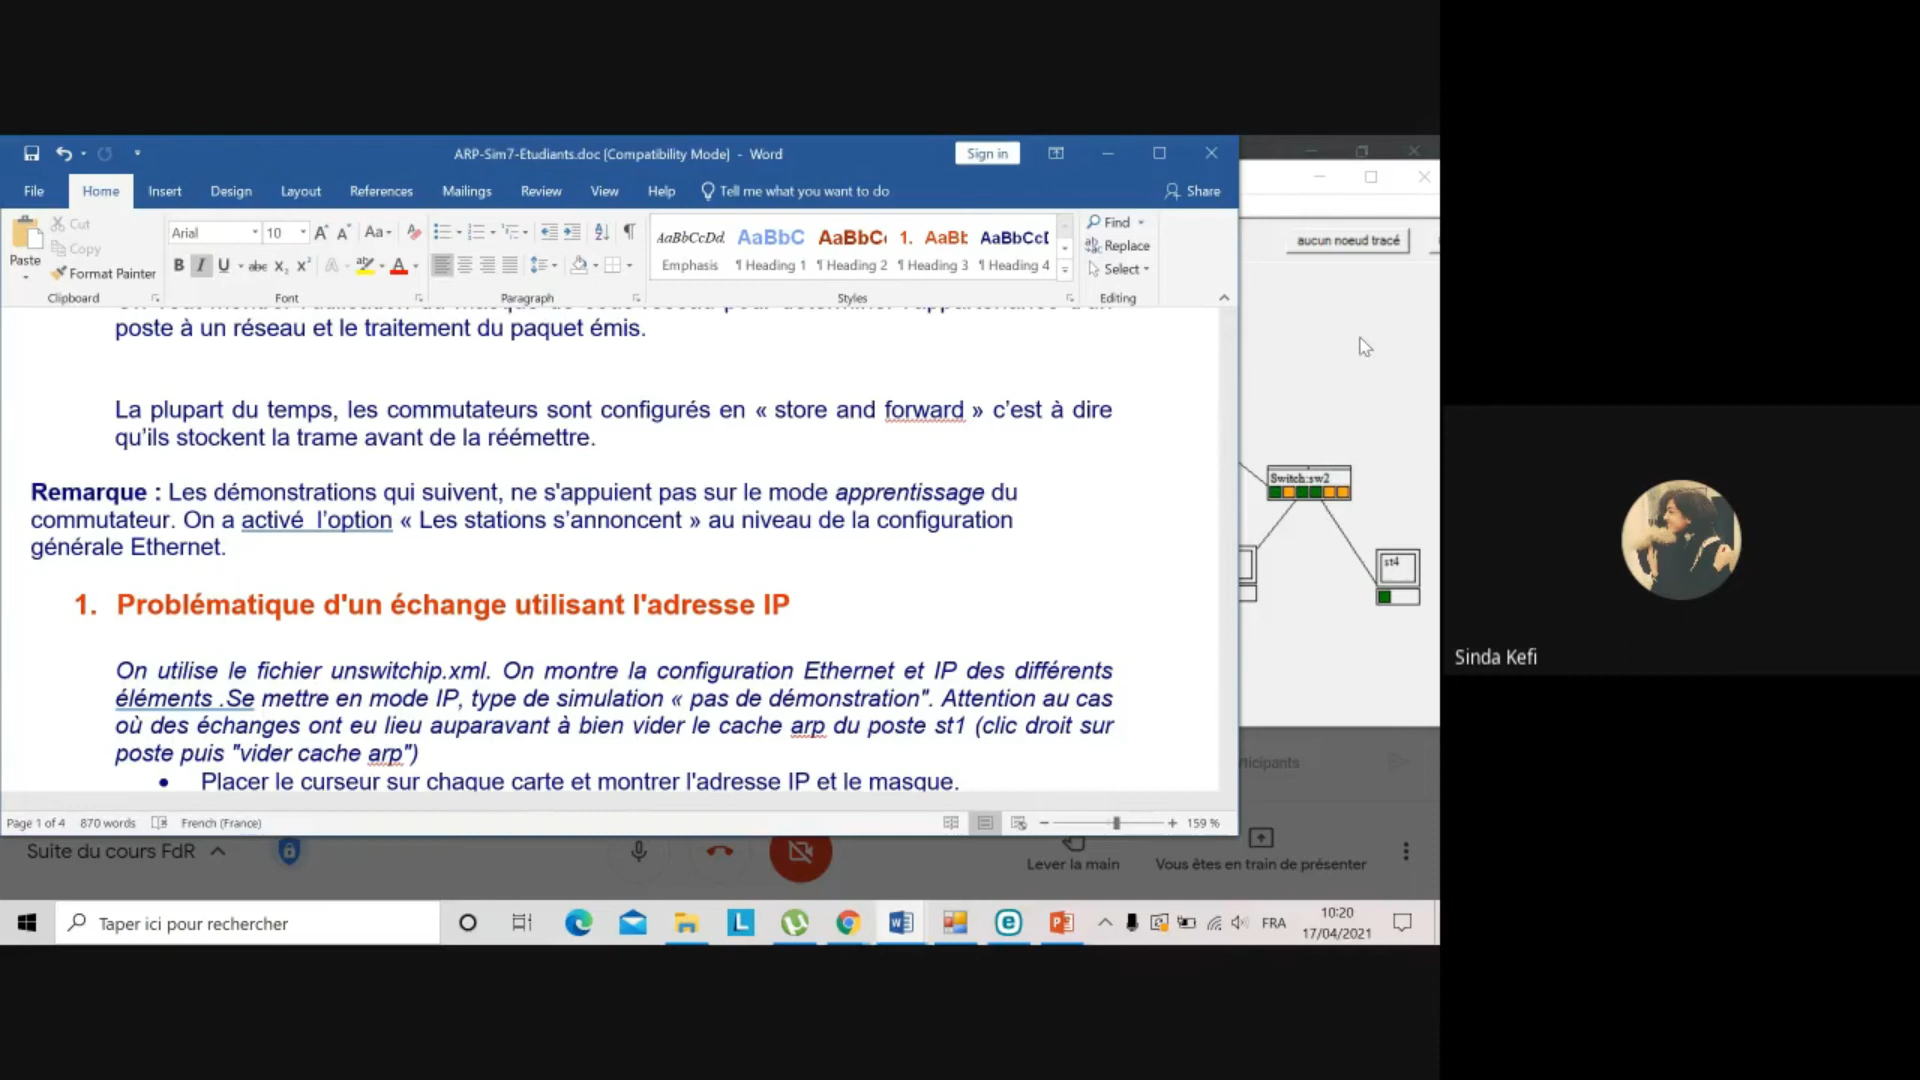 ARP-Sim7-Etudiants.doc [Compatibility Mode] - Word
Sign in
File Home Insert Design Layout References Mailings Review View Help Tell me what you want to do Share
Paste
Cut
Copy
Format Painter
Clipboard
Arial 10
Font
Paragraph
AaBbCcDd. AaBbC AaBbC 1. AaBb AaBbCc
Emphasis ¶ Heading 1 ¶ Heading 2 ¶ Heading 3 ¶ Heading 4
Styles
Find
Replace
Select
Editing
poste à un réseau et le traitement du paquet émis.
La plupart du temps, les commutateurs sont configurés en « store and forward » c’est à dire
qu’ils stockent la trame avant de la réémettre.
Remarque : Les démonstrations qui suivent, ne s'appuient pas sur le mode apprentissage du
commutateur. On a activé l’option « Les stations s’annoncent » au niveau de la configuration
générale Ethernet.
1. Problématique d'un échange utilisant l'adresse IP
On utilise le fichier unswitchip.xml. On montre la configuration Ethernet et IP des différents
éléments .Se mettre en mode IP, type de simulation « pas de démonstration". Attention au cas
où des échanges ont eu lieu auparavant à bien vider le cache arp du poste st1 (clic droit sur
poste puis "vider cache arp")
• Placer le curseur sur chaque carte et montrer l'adresse IP et le masque.
Page 1 of 4 870 words French (France) 159 %
aucun noeud tracé
Switch:sw2
st4
Sinda Kefi
Suite du cours FdR
Lever la main
Vous êtes en train de présenter
Taper ici pour rechercher
FRA
10:20
17/04/2021